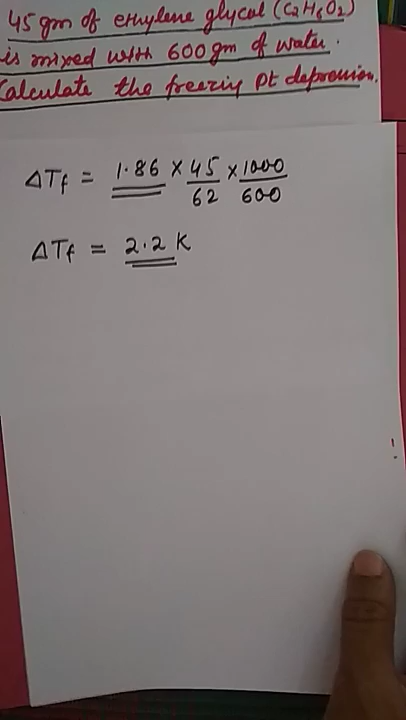 45 gm of ethylene glycol (C2H6O2)
is mixed with 600 gm of water.
Calculate the freezing pt depression.
ΔTf = 1.86 × 45/62 × 1000/600
ΔTf = 2.2 K